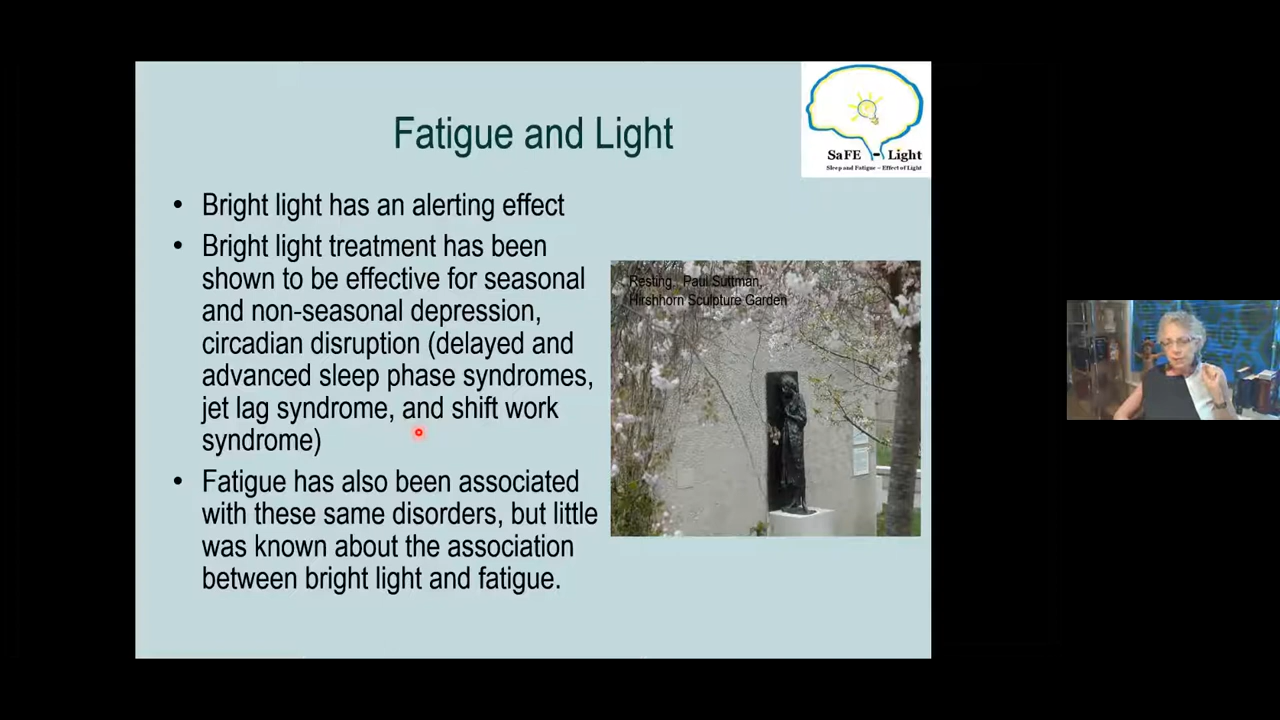 Fatigue and Light
SaFE - Light
Sleep and Fatigue – Effect of Light
• Bright light has an alerting effect
• Bright light treatment has been
shown to be effective for seasonal
and non-seasonal depression,
circadian disruption (delayed and
advanced sleep phase syndromes,
jet lag syndrome, and shift work
syndrome)
• Fatigue has also been associated
with these same disorders, but little
was known about the association
between bright light and fatigue.
Resting, Paul Suttman,
Hirshhorn Sculpture Garden